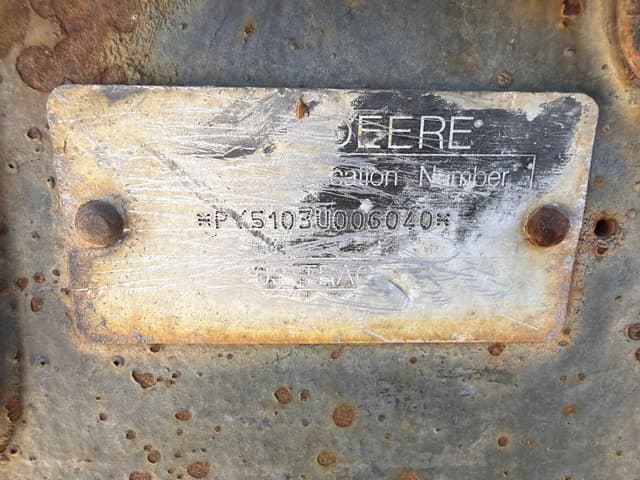 DEERE
cation Number
*PY5103U006040*